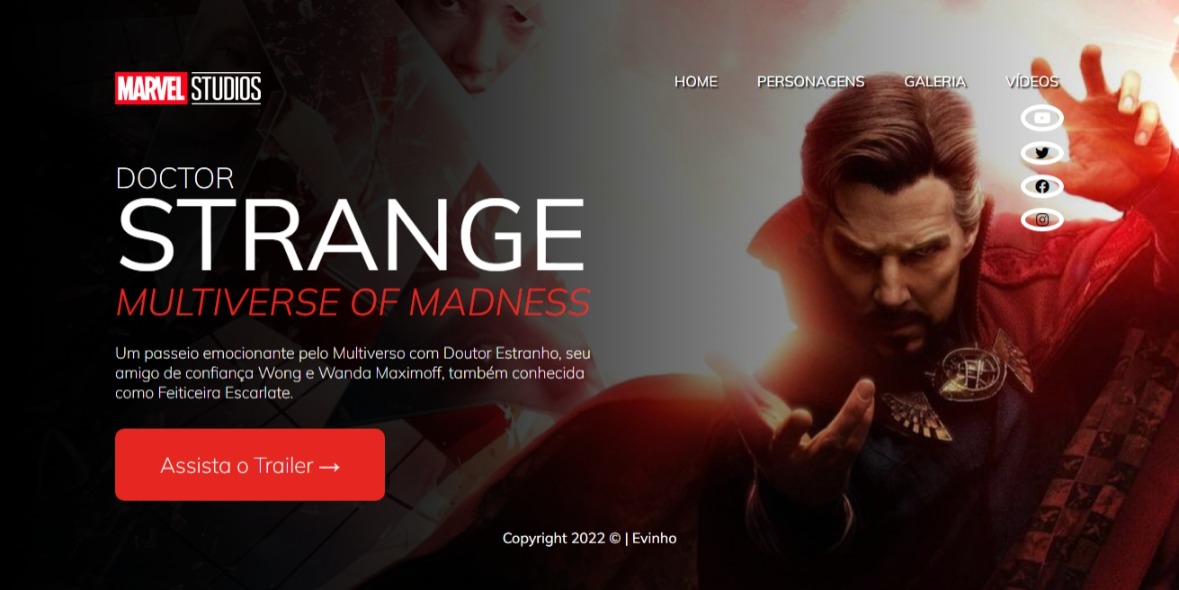 MARVEL STUDIOS
HOME PERSONAGENS GALERIA VÍDEOS
DOCTOR
STRANGE
MULTIVERSE OF MADNESS
Um passeio emocionante pelo Multiverso com Doutor Estranho, seu
amigo de confiança Wong e Wanda Maximoff, também conhecida
como Feiticeira Escarlate.
Assista o Trailer →
Copyright 2022 © | Evinho